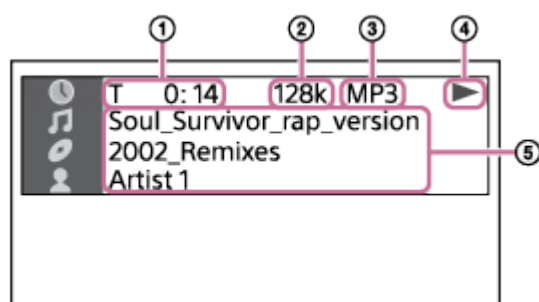 ① ② ③ ④
T 0:14 128k MP3
Soul_Survivor_rap_version
2002_Remixes
Artist 1
⑤